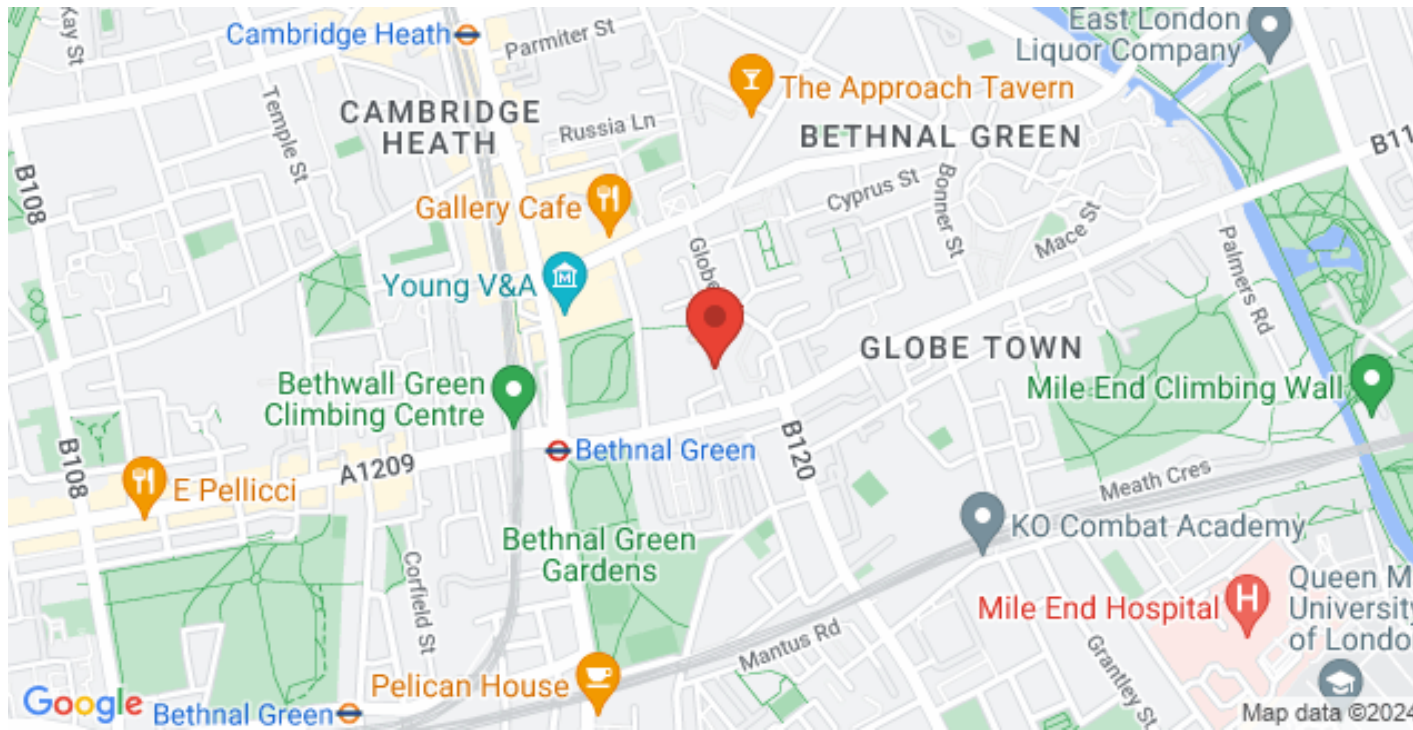 Kay St
Cambridge Heath
Parmiter St
East London
Liquor Company
The Approach Tavern
CAMBRIDGE
HEATH
Temple St
Russia Ln
BETHNAL GREEN
B11
B108
Gallery Cafe
Cyprus St
Bonner St
Mace St
Palmers Rd
Young V&A
Globe
GLOBE TOWN
Bethwall Green
Climbing Centre
Mile End Climbing Wall
B108
A1209
Bethnal Green
B120
E Pellicci
Meath Cres
KO Combat Academy
Bethnal Green
Gardens
Corfield St
Mile End Hospital
H
Queen M
University
of Londo
Mantus Rd
Grantley St
Pelican House
Google
Bethnal Green
Map data ©2024